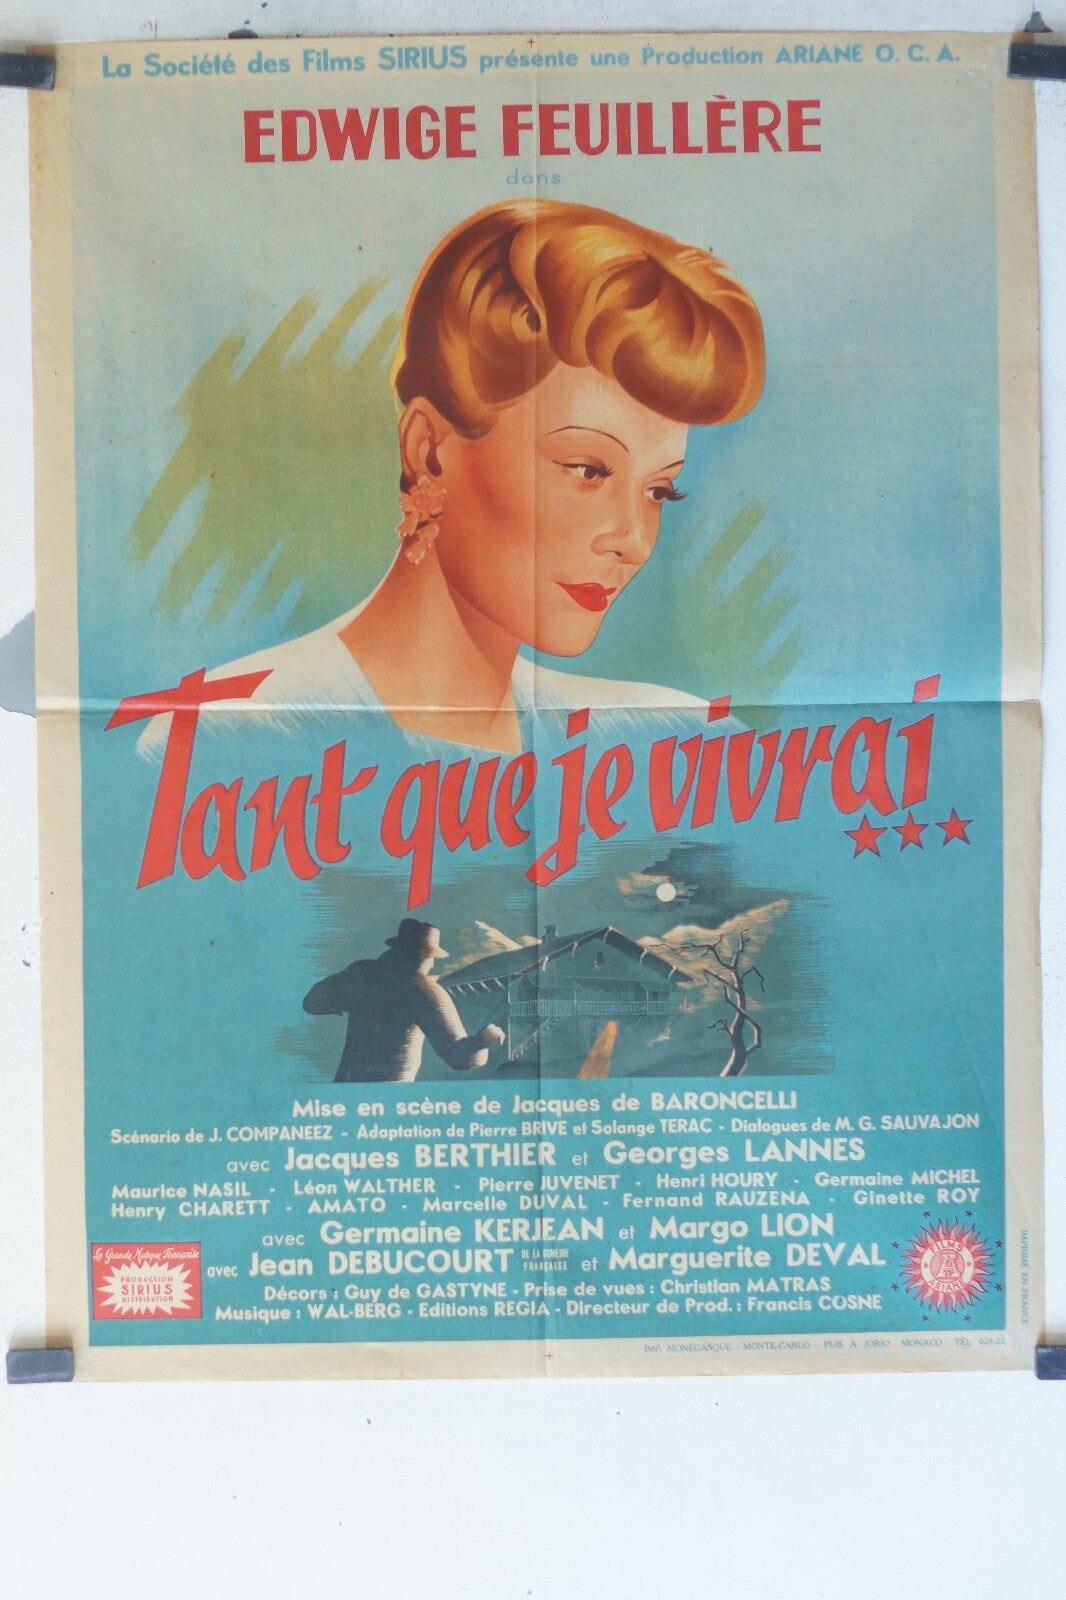 La Société des Films SIRIUS présente une Production ARIANE O. C. A.
EDWIGE FEUILLÈRE
dans
Tant que je vivrai
Mise en scène de Jacques de BARONCELLI
Scénario de J. COMPANEEZ - Adaptation de Pierre BRIVE et Solange TERAC - Dialogues de M. G. SAUVAJON
avec Jacques BERTHIER et Georges LANNES
Maurice NASIL - Léon WALTHER - Pierre JUVENET - Henri HOURY - Germaine MICHEL
Henry CHARETT - AMATO - Marcelle DUVAL - Fernand RAUZENA - Ginette ROY
avec Germaine KERJEAN et Margo LION
avec Jean DEBUCOURT DE LA COMÉDIE FRANÇAISE et Marguerite DEVAL
Décors : Guy de GASTYNE - Prise de vues : Christian MATRAS
Musique : WAL-BERG - Editions REGIA - Directeur de Prod. : Francis COSNE
La Grande Marque Française
PRODUCTION
SIRIUS
DISTRIBUTION
FILMS
A
ARIANE
IMPRIMÉ EN FRANCE
IMP. MONÉGASQUE - MONTE-CARLO - PUB. A. JORIO - MONACO - TÉL. 025-22